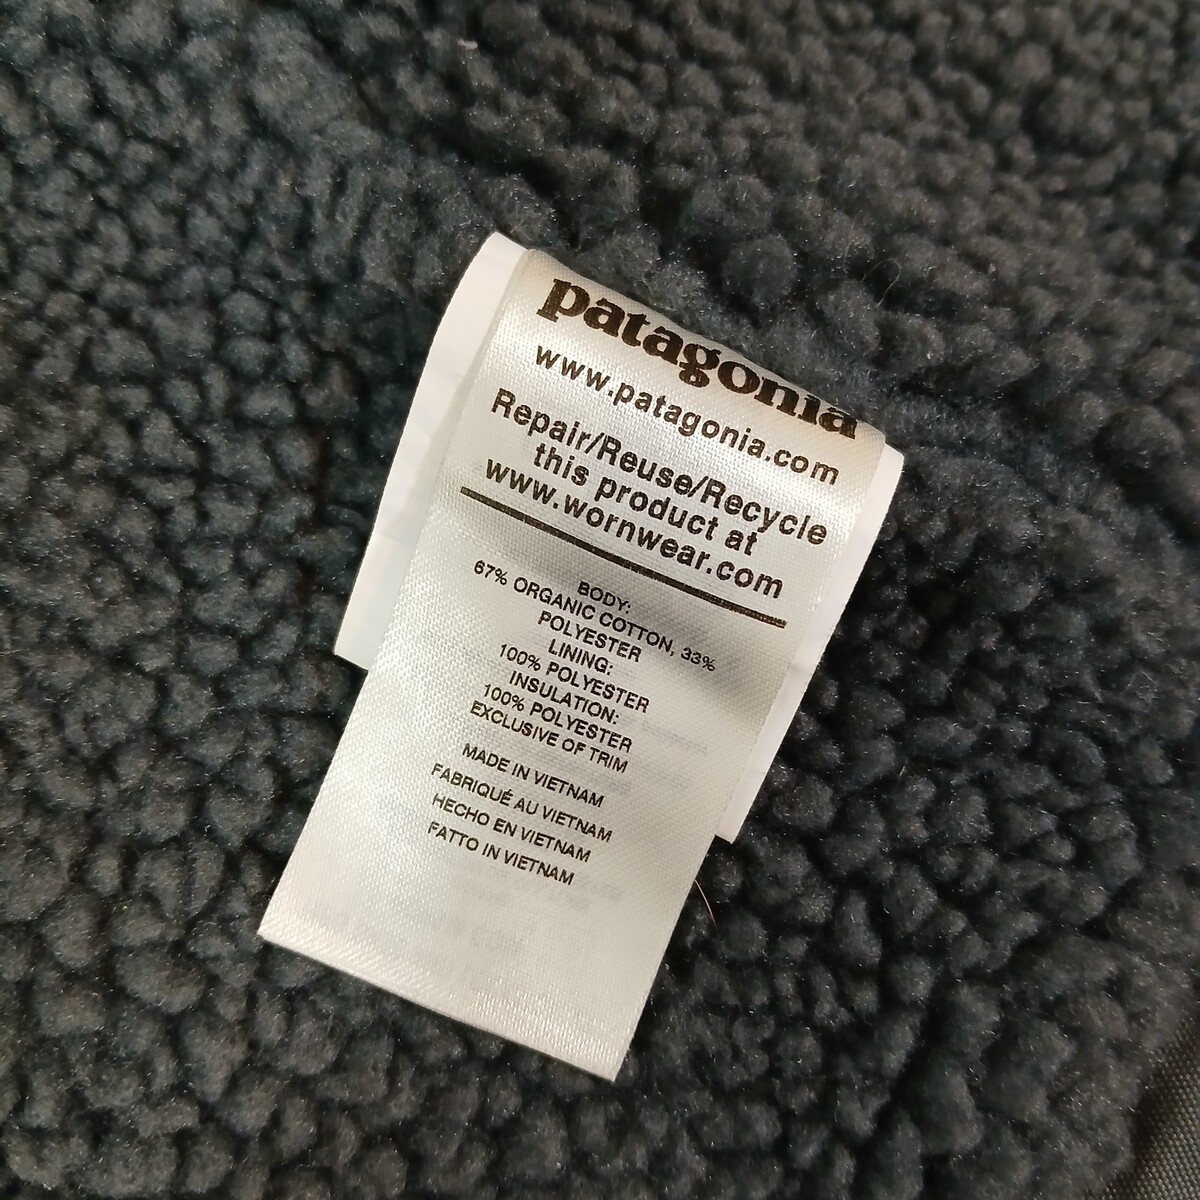 patagonia
www.patagonia.com
Repair/Reuse/Recycle
this product at
www.wornwear.com
BODY:
67% ORGANIC COTTON, 33%
POLYESTER
LINING:
100% POLYESTER
INSULATION:
100% POLYESTER
EXCLUSIVE OF TRIM
MADE IN VIETNAM
FABRIQUÉ AU VIETNAM
HECHO EN VIETNAM
FATTO IN VIETNAM